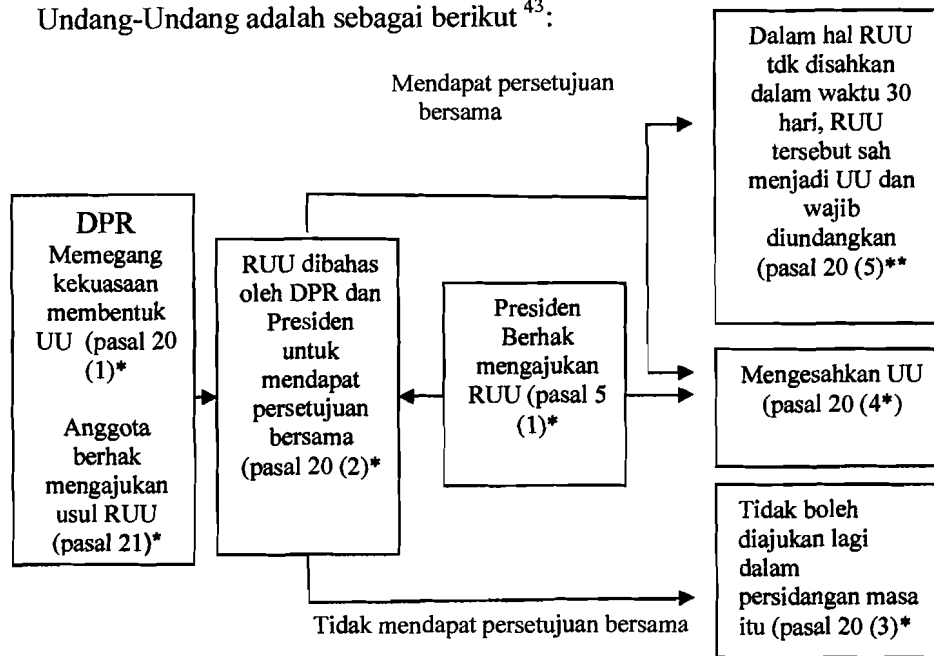 Undang-Undang adalah sebagai berikut 43:
Mendapat persetujuan
bersama
DPR
Memegang
kekuasaan
membentuk
UU (pasal 20
(1)*
Anggota
berhak
mengajukan
usul RUU
(pasal 21)*
RUU dibahas
oleh DPR dan
Presiden
untuk
mendapat
persetujuan
bersama
(pasal 20 (2)*
Presiden
Berhak
mengajukan
RUU (pasal 5
(1)*
Dalam hal RUU
tdk disahkan
dalam waktu 30
hari, RUU
tersebut sah
menjadi UU dan
wajib
diundangkan
(pasal 20 (5)**
Mengesahkan UU
(pasal 20 (4*)
Tidak boleh
diajukan lagi
dalam
persidangan masa
itu (pasal 20 (3)*
Tidak mendapat persetujuan bersama